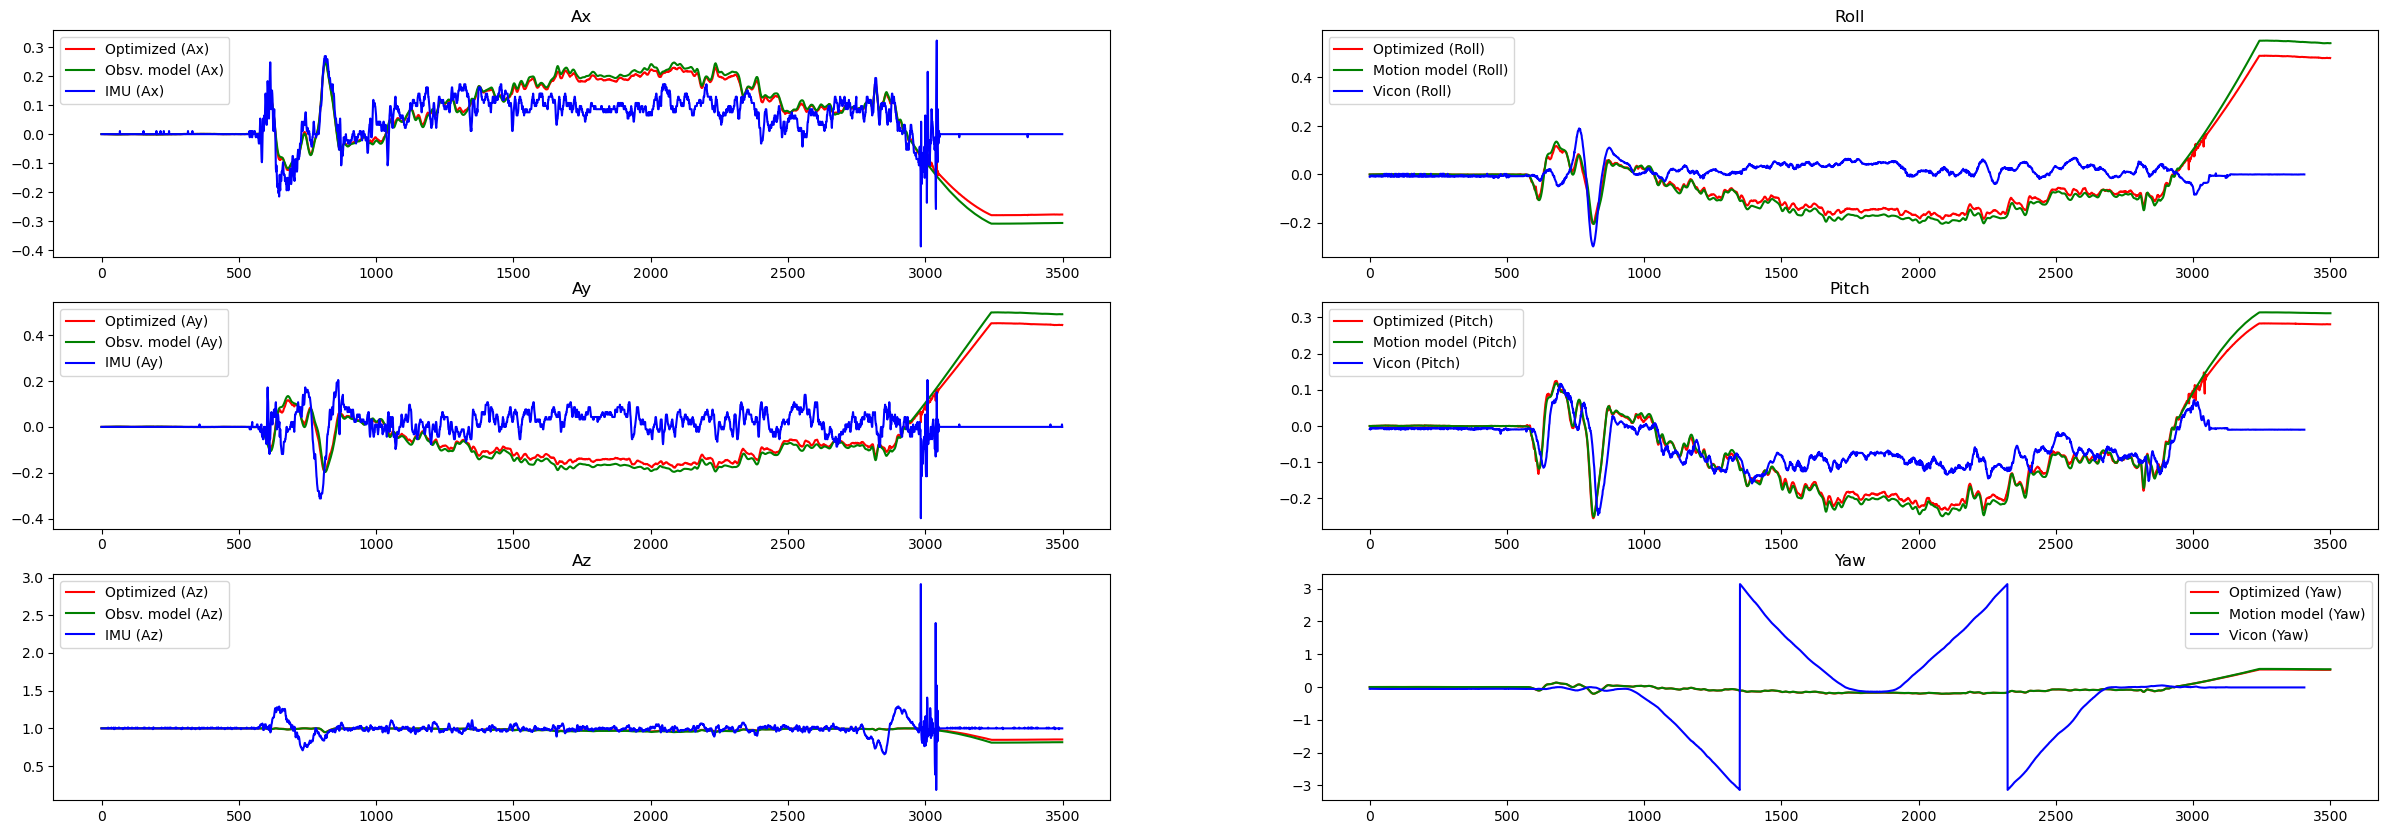 Ax
Optimized (Ax)
Obsv. model (Ax)
IMU (Ax)
0.3
0.2
0.1
0.0
−0.1
−0.2
−0.3
−0.4
0 500 1000 1500 2000 2500 3000 3500
Roll
Optimized (Roll)
Motion model (Roll)
Vicon (Roll)
0.4
0.2
0.0
−0.2
0 500 1000 1500 2000 2500 3000 3500
Ay
Optimized (Ay)
Obsv. model (Ay)
IMU (Ay)
0.4
0.2
0.0
−0.2
−0.4
0 500 1000 1500 2000 2500 3000 3500
Pitch
Optimized (Pitch)
Motion model (Pitch)
Vicon (Pitch)
0.3
0.2
0.1
0.0
−0.1
−0.2
0 500 1000 1500 2000 2500 3000 3500
Az
Optimized (Az)
Obsv. model (Az)
IMU (Az)
3.0
2.5
2.0
1.5
1.0
0.5
0 500 1000 1500 2000 2500 3000 3500
Yaw
Optimized (Yaw)
Motion model (Yaw)
Vicon (Yaw)
3
2
1
0
−1
−2
−3
0 500 1000 1500 2000 2500 3000 3500